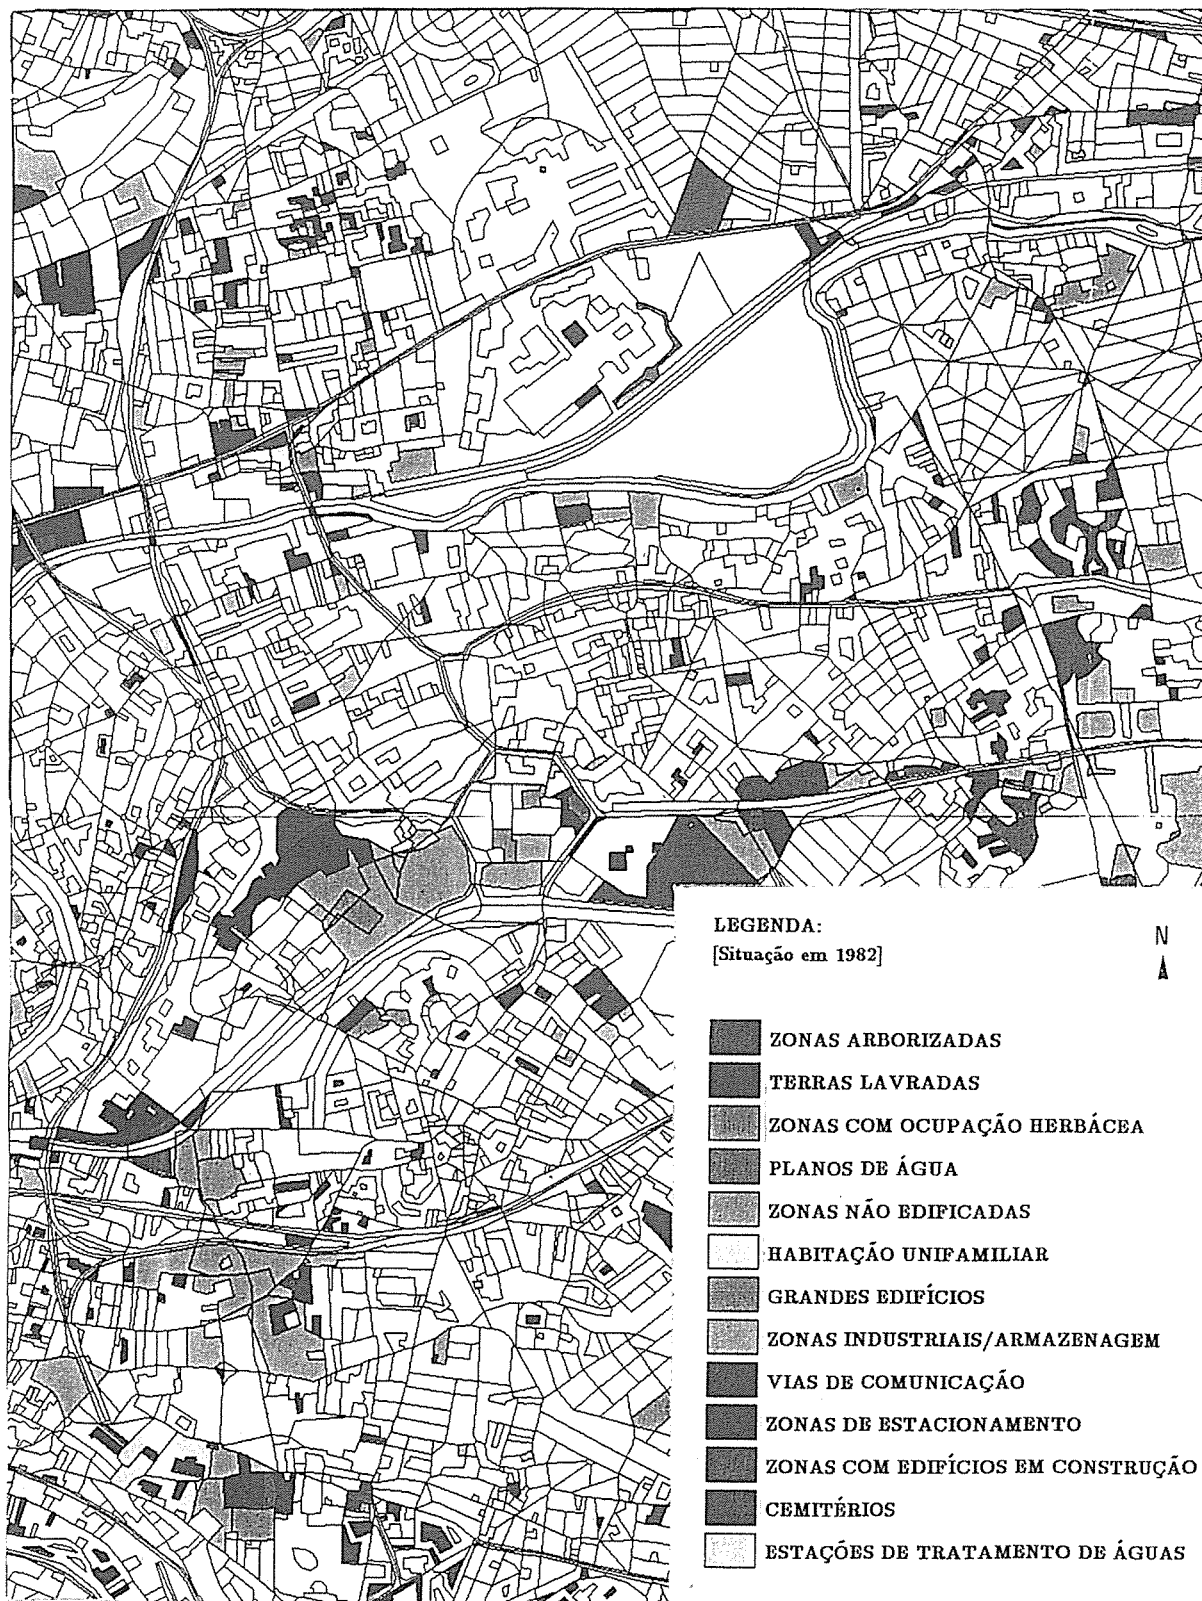 LEGENDA:
[Situação em 1982]
N
ZONAS ARBORIZADAS
TERRAS LAVRADAS
ZONAS COM OCUPAÇÃO HERBÁCEA
PLANOS DE ÁGUA
ZONAS NÃO EDIFICADAS
HABITAÇÃO UNIFAMILIAR
GRANDES EDIFÍCIOS
ZONAS INDUSTRIAIS/ARMAZENAGEM
VIAS DE COMUNICAÇÃO
ZONAS DE ESTACIONAMENTO
ZONAS COM EDIFÍCIOS EM CONSTRUÇÃO
CEMITÉRIOS
ESTAÇÕES DE TRATAMENTO DE ÁGUAS